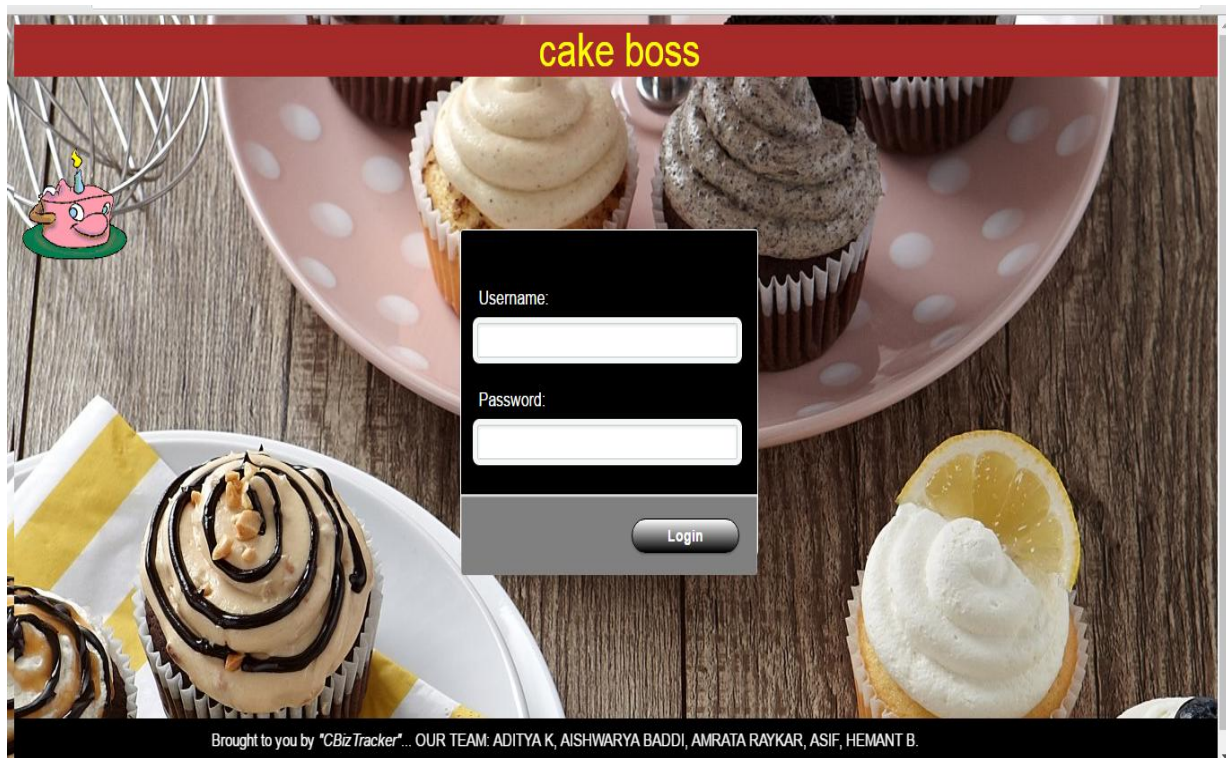 cake boss
Username:
Password:
Login
Brought to you by "CBizTracker"... OUR TEAM: ADITYA K, AISHWARYA BADDI, AMRATA RAYKAR, ASIF, HEMANT B.